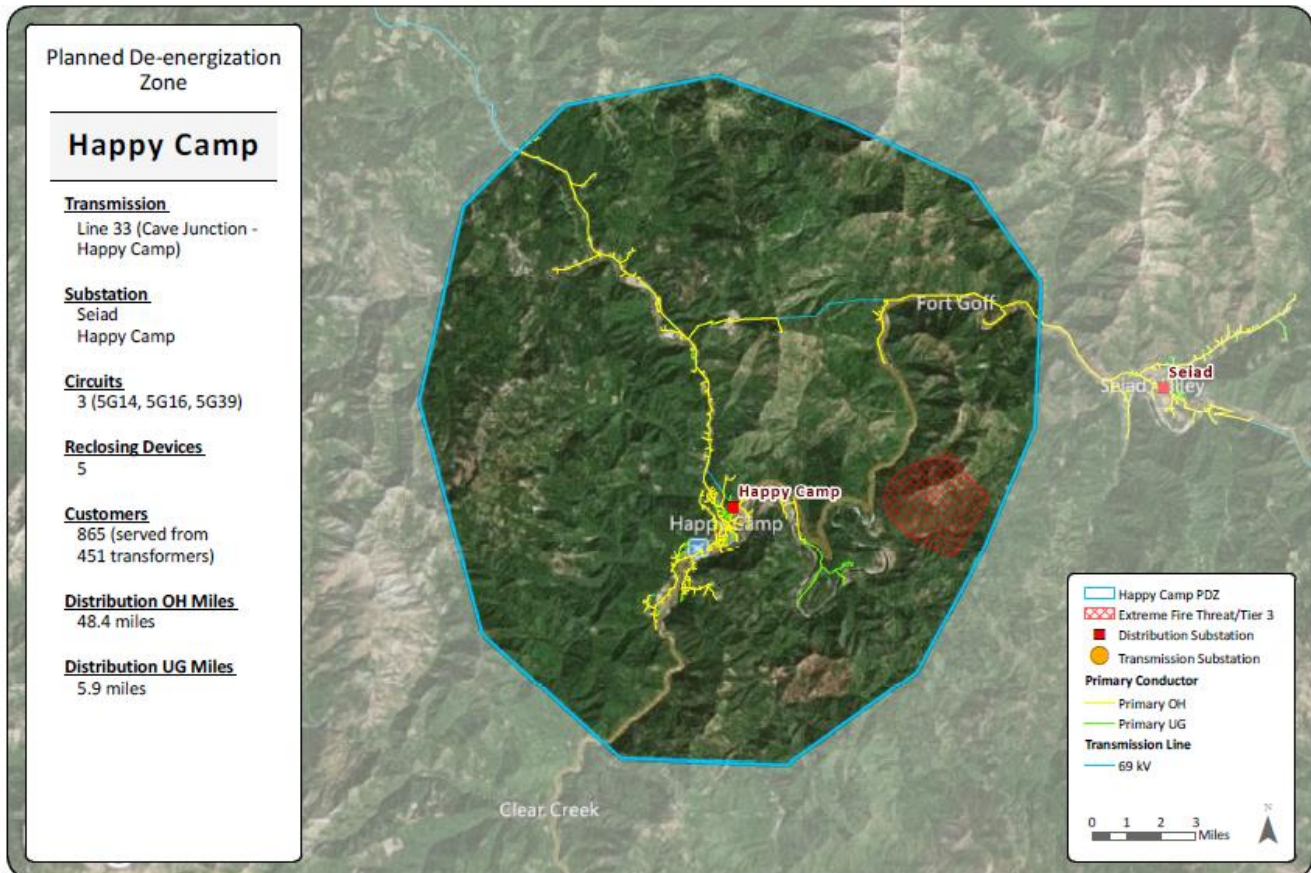 Planned De-energization
Zone
Happy Camp
Transmission
Line 33 (Cave Junction -
Happy Camp)
Substation
Seiad
Happy Camp
Circuits
3 (5G14, 5G16, 5G39)
Reclosing Devices
5
Customers
865 (served from
451 transformers)
Distribution OH Miles
48.4 miles
Distribution UG Miles
5.9 miles
Fort Goff
Seiad
Seiad Valley
Happy Camp
Happy Camp
Clear Creek
Happy Camp PDZ
Extreme Fire Threat/Tier 3
Distribution Substation
Transmission Substation
Primary Conductor
Primary OH
Primary UG
Transmission Line
69 kV
N
0 1 2 3
Miles